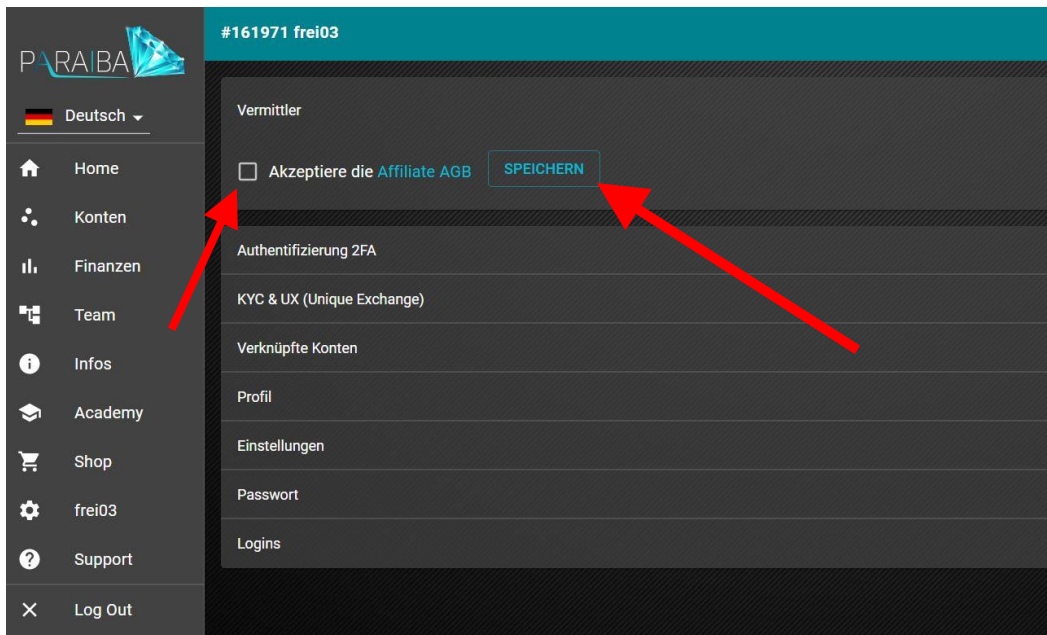 PARAIBA
Deutsch
Home
Konten
Finanzen
Team
Infos
Academy
Shop
frei03
Support
Log Out
#161971 frei03
Vermittler
Akzeptiere die Affiliate AGB SPEICHERN
Authentifizierung 2FA
KYC & UX (Unique Exchange)
Verknüpfte Konten
Profil
Einstellungen
Passwort
Logins